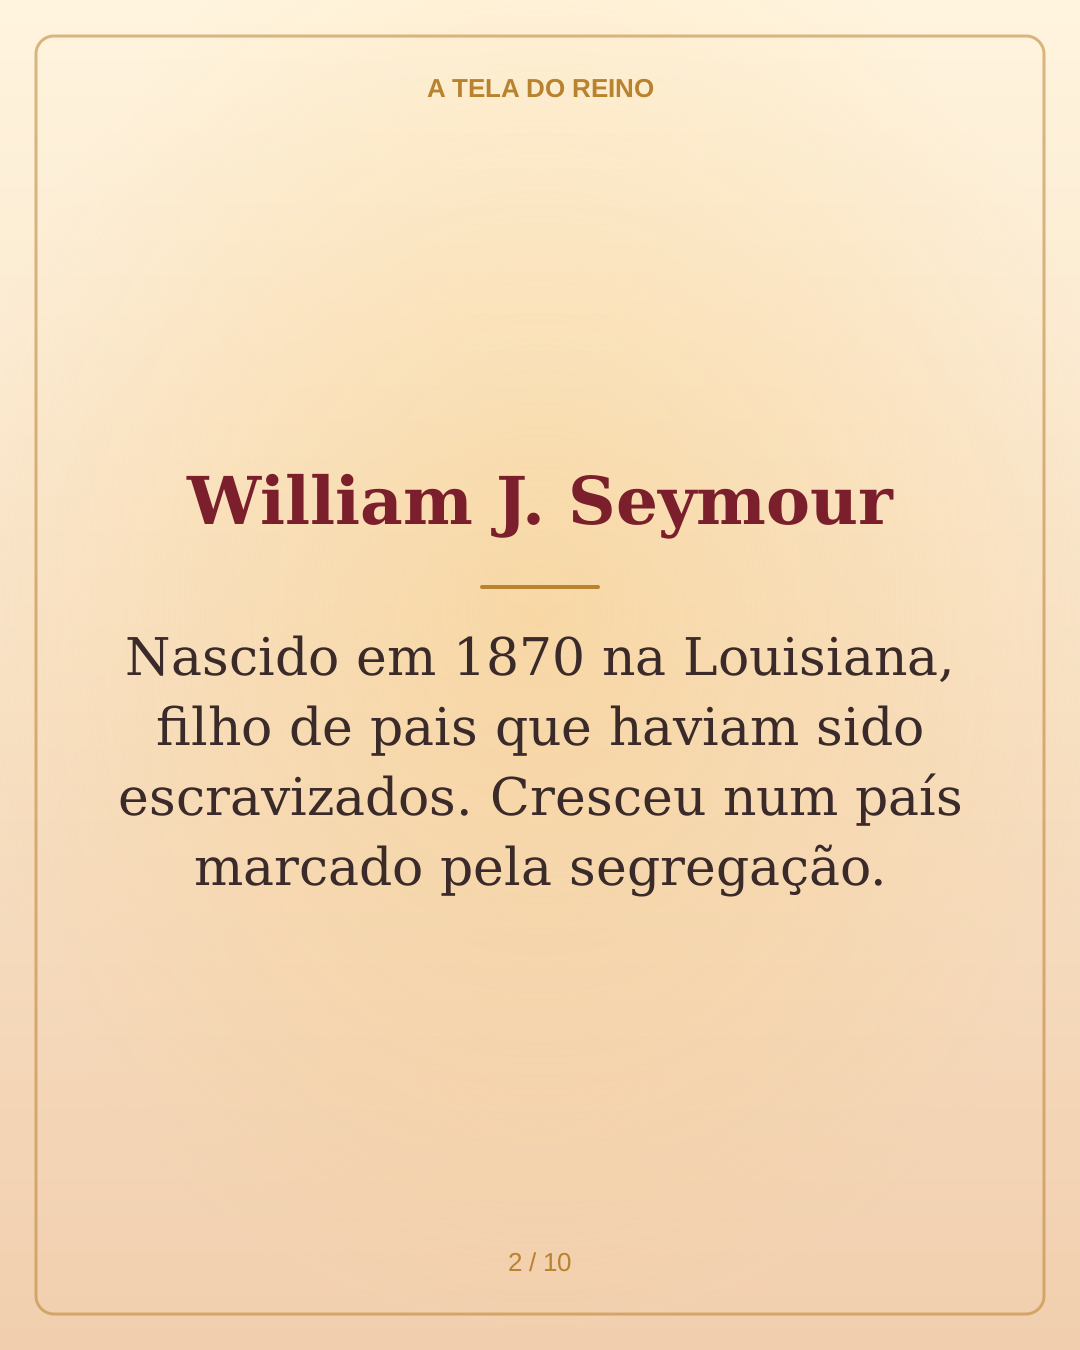 A TELA DO REINO
William J. Seymour
Nascido em 1870 na Louisiana,
filho de pais que haviam sido
escravizados. Cresceu num país
marcado pela segregação.
2 / 10